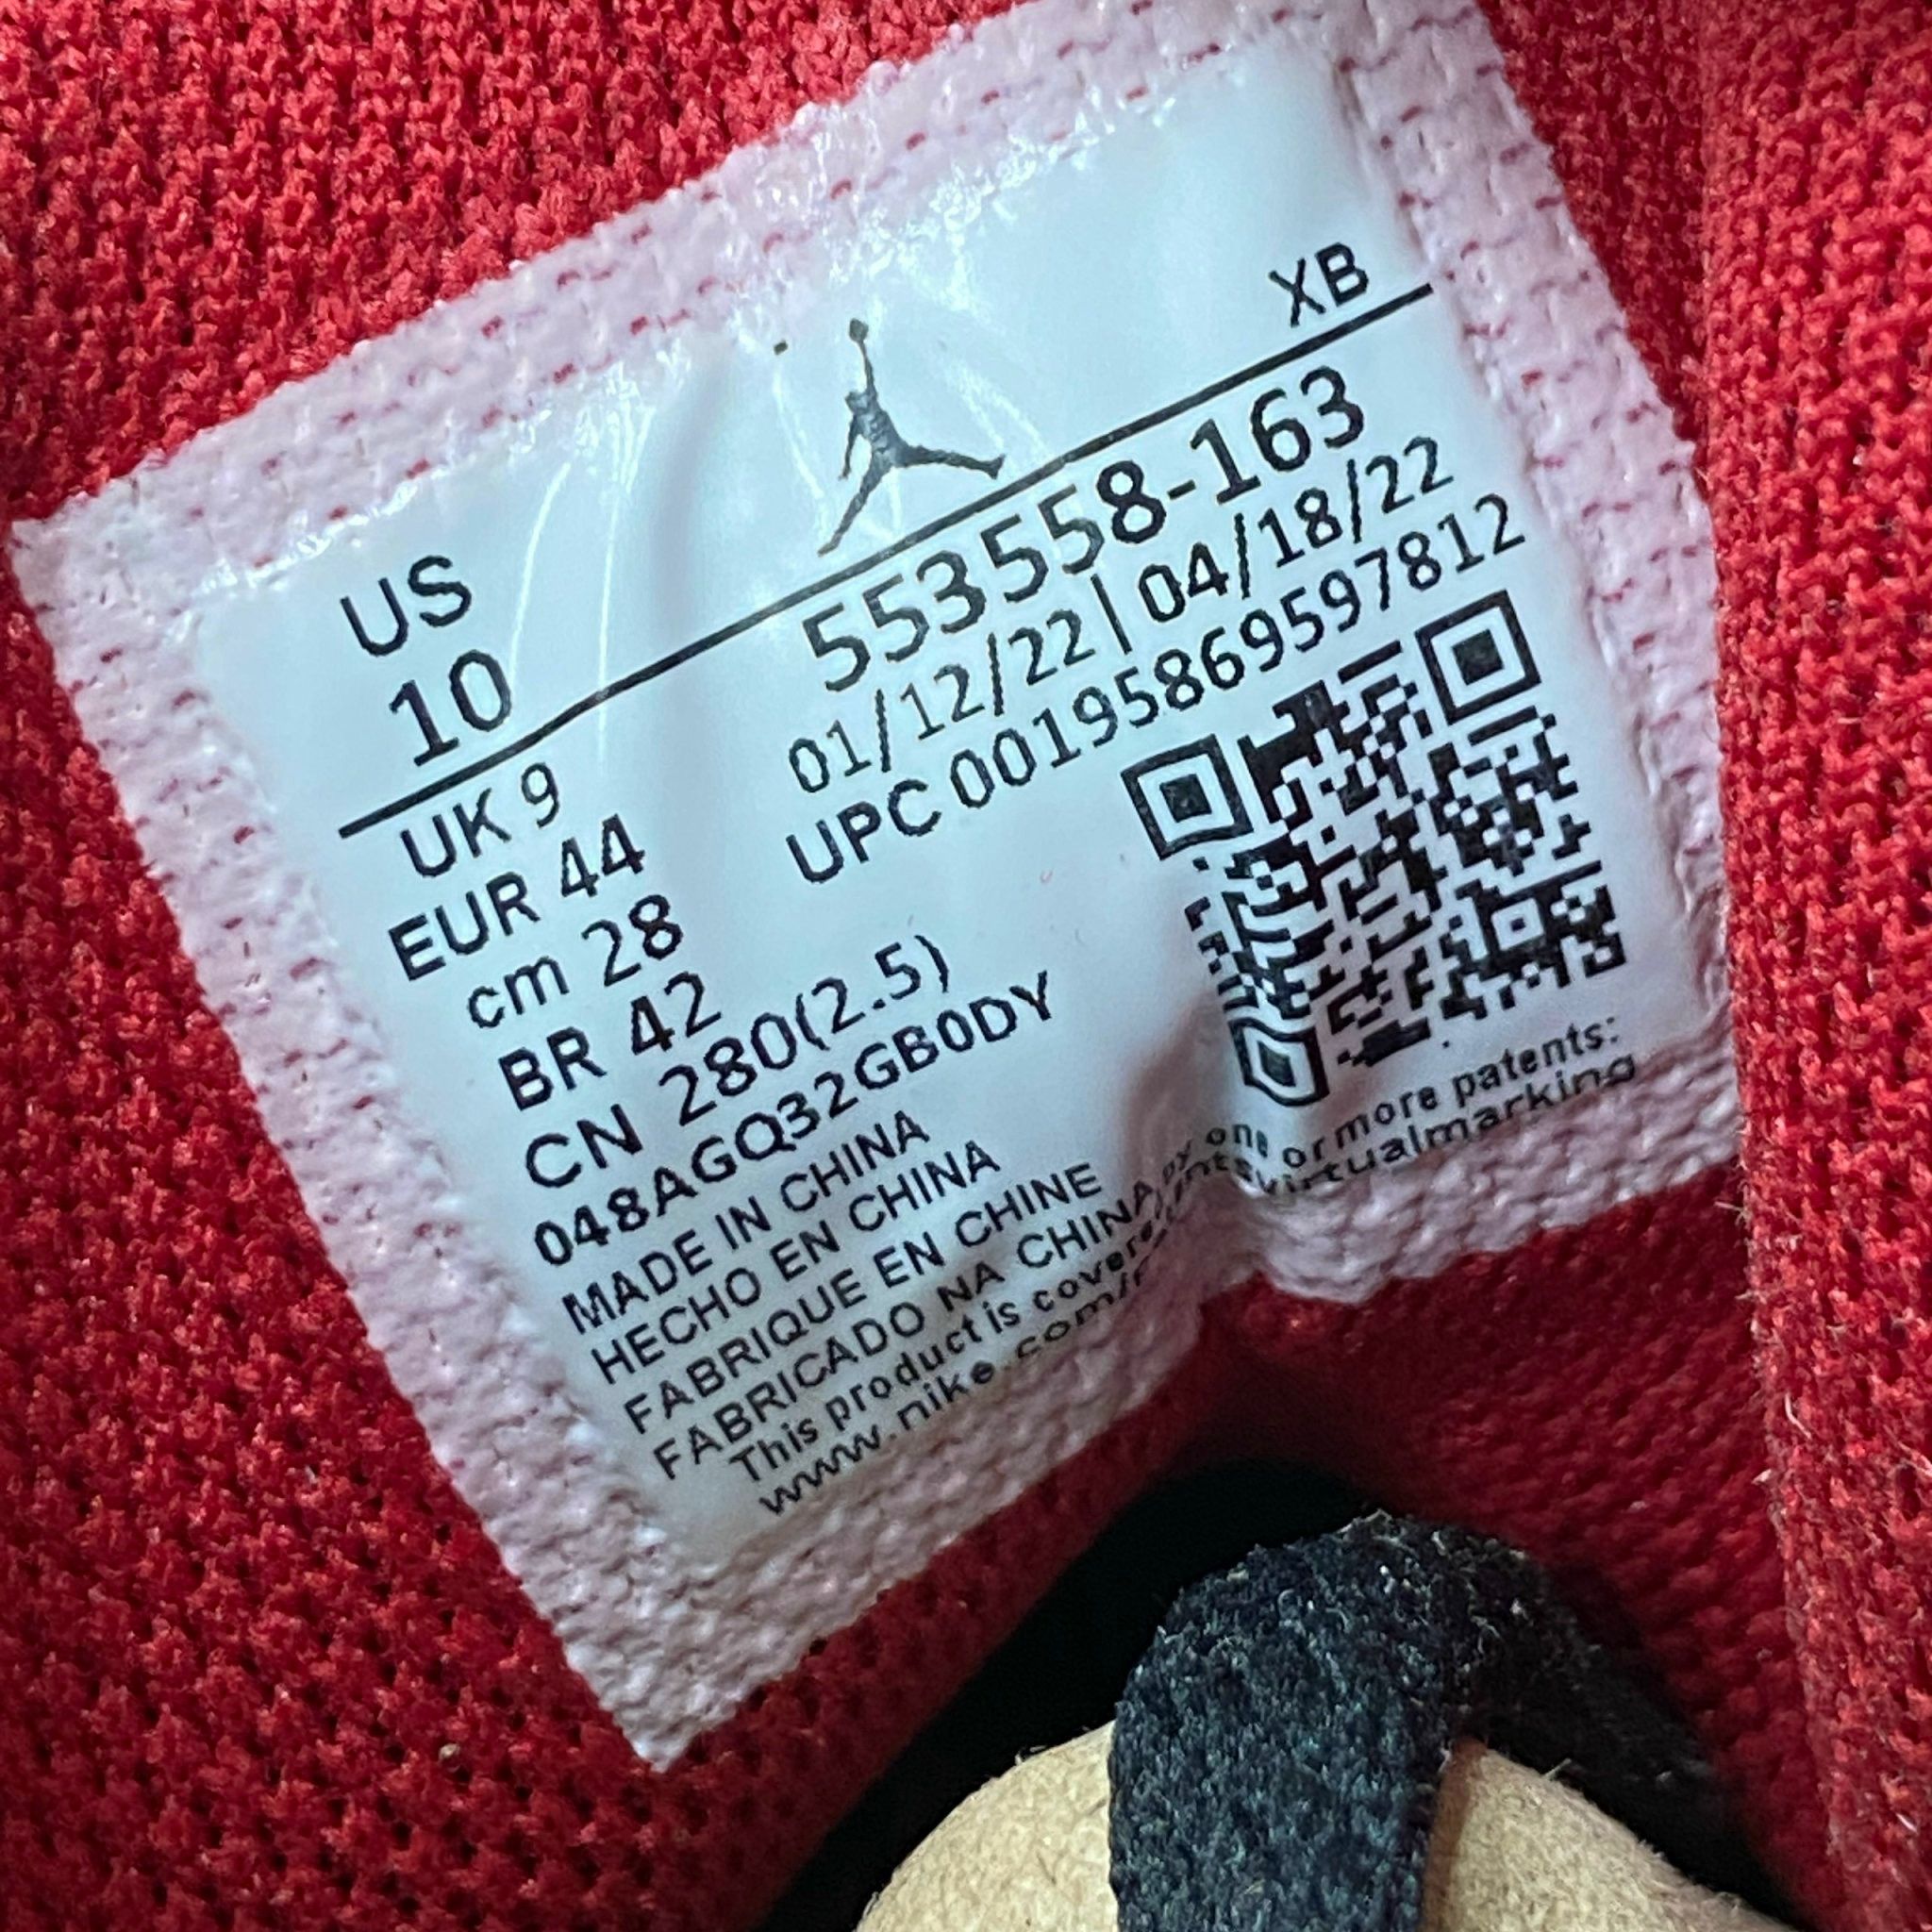 XB
US
10
553558-163
01/12/22 | 04/18/22
UPC 00195869597812
UK 9
EUR 44
cm 28
BR 42
CN 280(2.5)
048AGQ32GB0DY
MADE IN CHINA
HECHO EN CHINA
FABRIQUE EN CHINE
FABRICADO NA CHINA
This product is covered by one or more patents:
www.nike.com/
virtualmarking